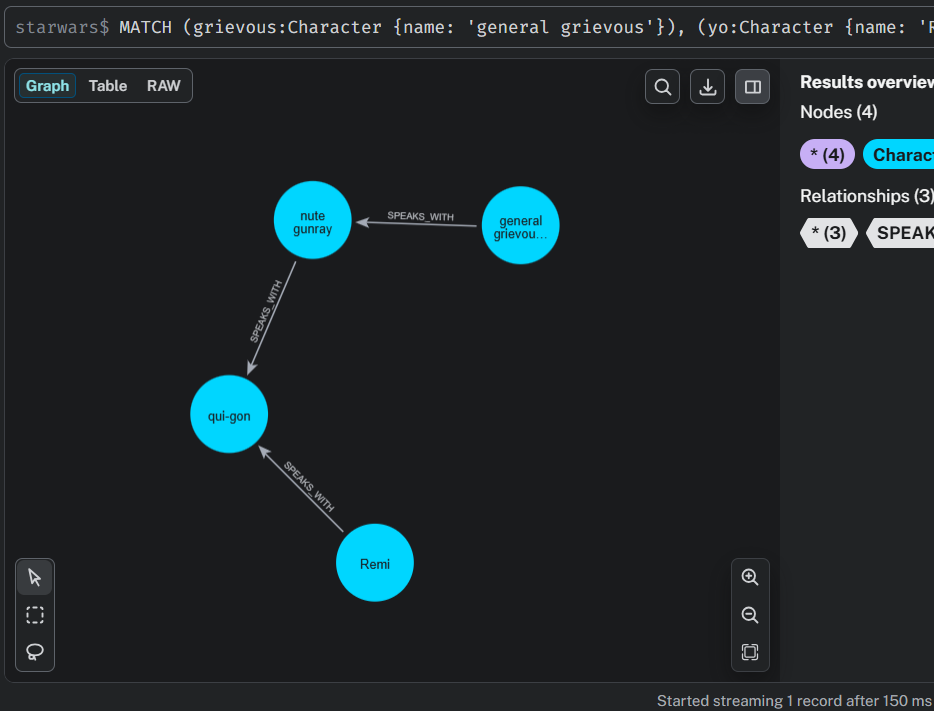 starwars$ MATCH (grievous:Character {name: 'general grievous'}), (yo:Character {name: '
Graph Table RAW
Results overview
Nodes (4)
* (4) Charac
Relationships (3)
* (3) SPEAK
nute
gunray
SPEAKS_WITH
general
grievou...
SPEAKS_WITH
qui-gon
SPEAKS_WITH
Remi
Started streaming 1 record after 150 ms